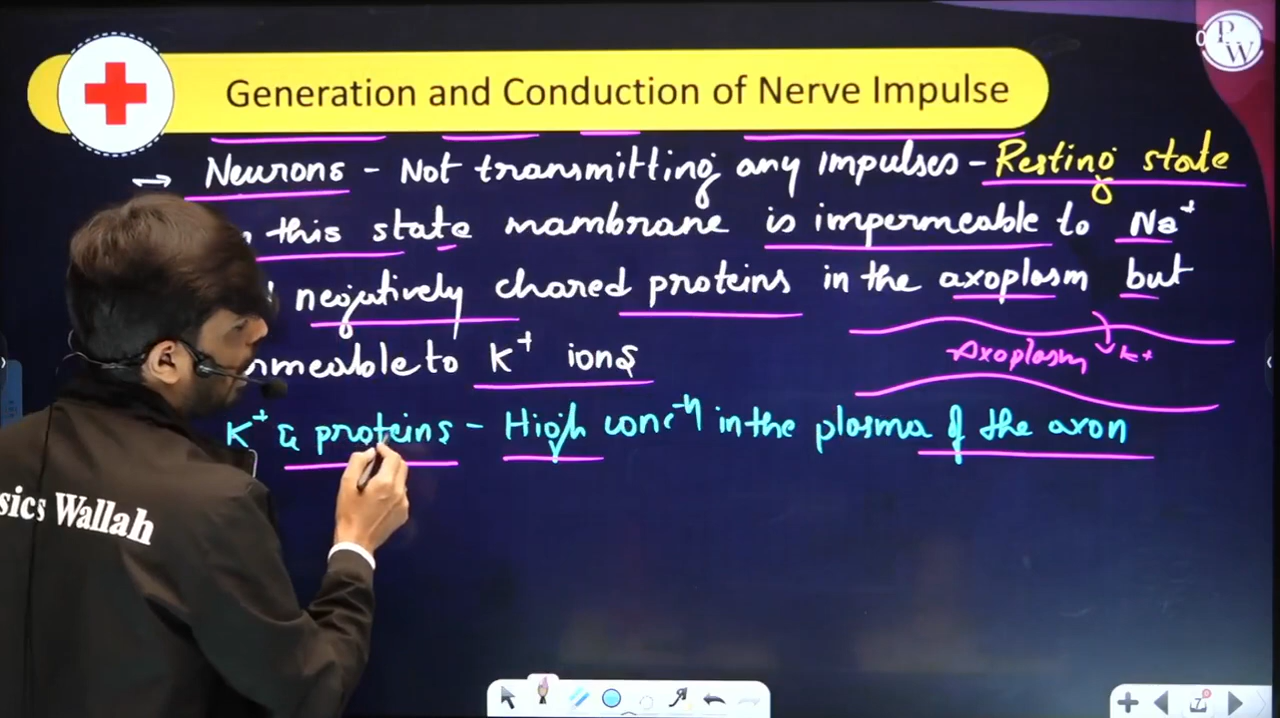 PW
Generation and Conduction of Nerve Impulse
Neurons - Not transmitting any impulses - Resting state
this state mambrane is impermeable to Na⁺
negatively chared proteins in the axoplasm but
meable to K⁺ ions
Axoplasm K+
K⁺ & proteins - High concⁿ in the plasma of the axon
sics Wallah